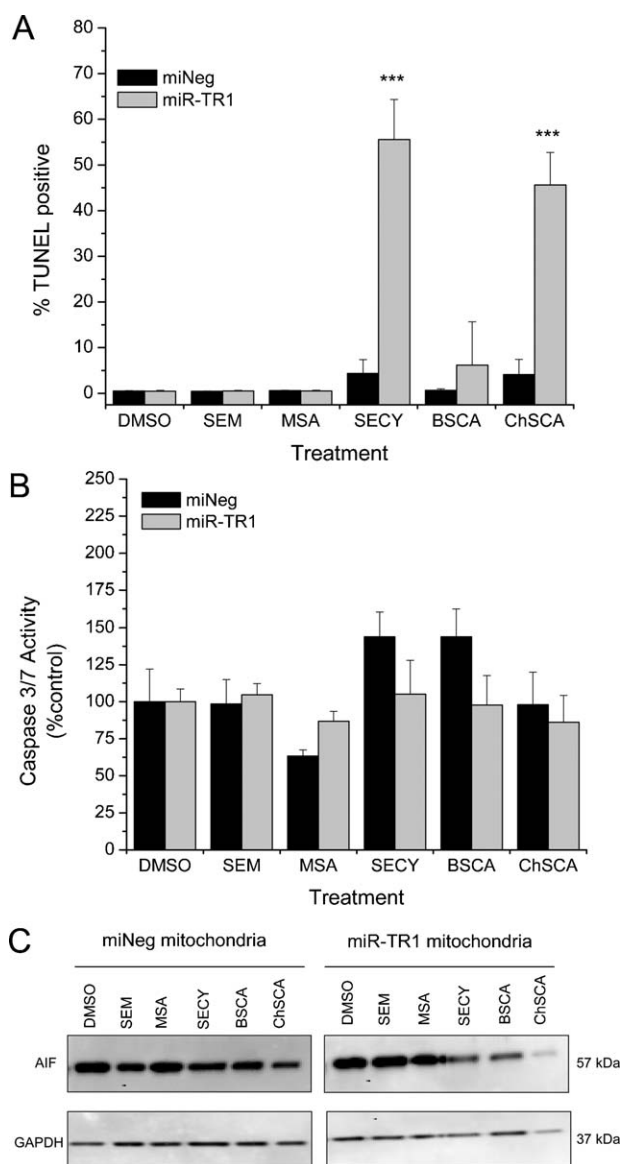 A
miNeg
miR-TR1
% TUNEL positive
80
70
60
50
40
30
20
10
0
***
***
DMSO SEM MSA SECY BSCA ChSCA
Treatment
B
miNeg
miR-TR1
Caspase 3/7 Activity
(%control)
250
225
200
175
150
125
100
75
50
25
0
DMSO SEM MSA SECY BSCA ChSCA
Treatment
C
miNeg mitochondria miR-TR1 mitochondria
DMSO SEM MSA SECY BSCA ChSCA DMSO SEM MSA SECY BSCA ChSCA
AIF 57 kDa
GAPDH 37 kDa